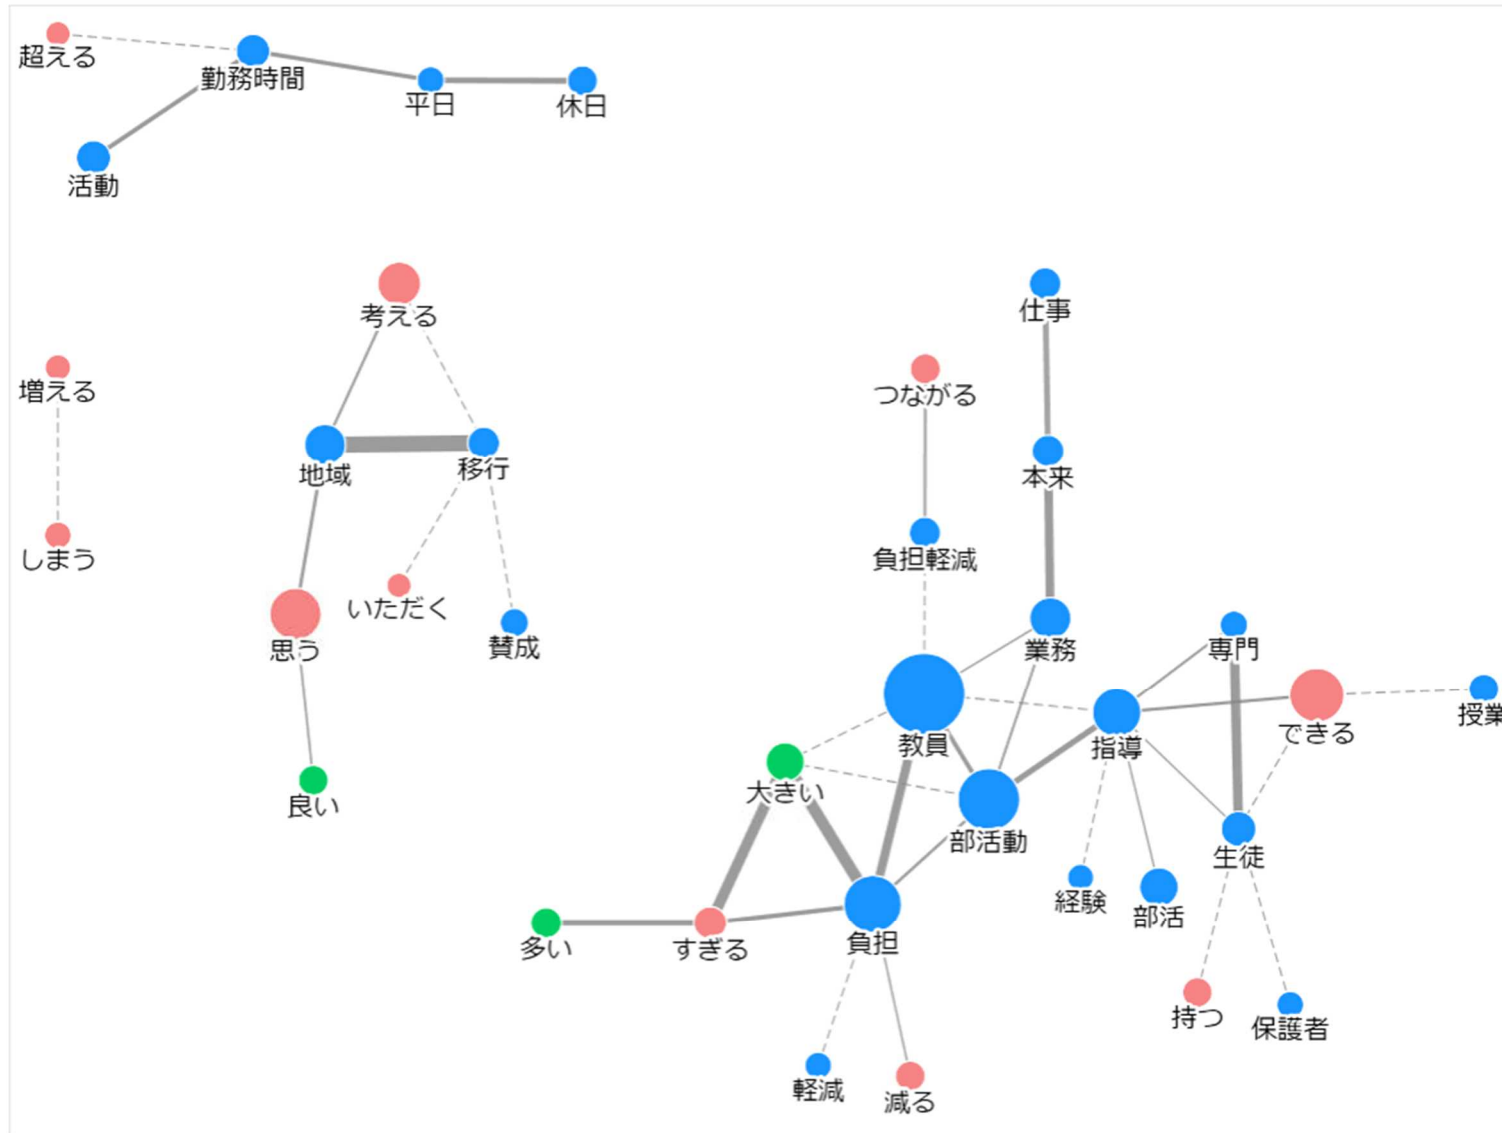 超える
勤務時間
平日
休日
活動
考える
仕事
増える
つながる
地域
移行
本来
しまう
負担軽減
いただく
思う
賛成
業務
専門
授業
教員
指導
できる
大きい
良い
部活動
生徒
経験
部活
多い
すぎる
負担
持つ
保護者
軽減
減る